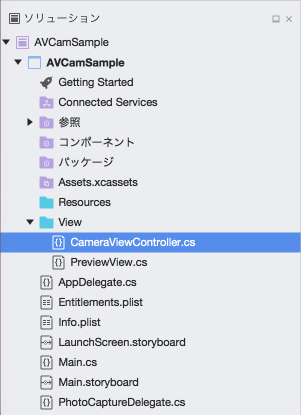 ソリューション
AVCamSample
AVCamSample
Getting Started
Connected Services
参照
コンポーネント
パッケージ
Assets.xcassets
Resources
View
CameraViewController.cs
PreviewView.cs
AppDelegate.cs
Entitlements.plist
Info.plist
LaunchScreen.storyboard
Main.cs
Main.storyboard
PhotoCaptureDelegate.cs